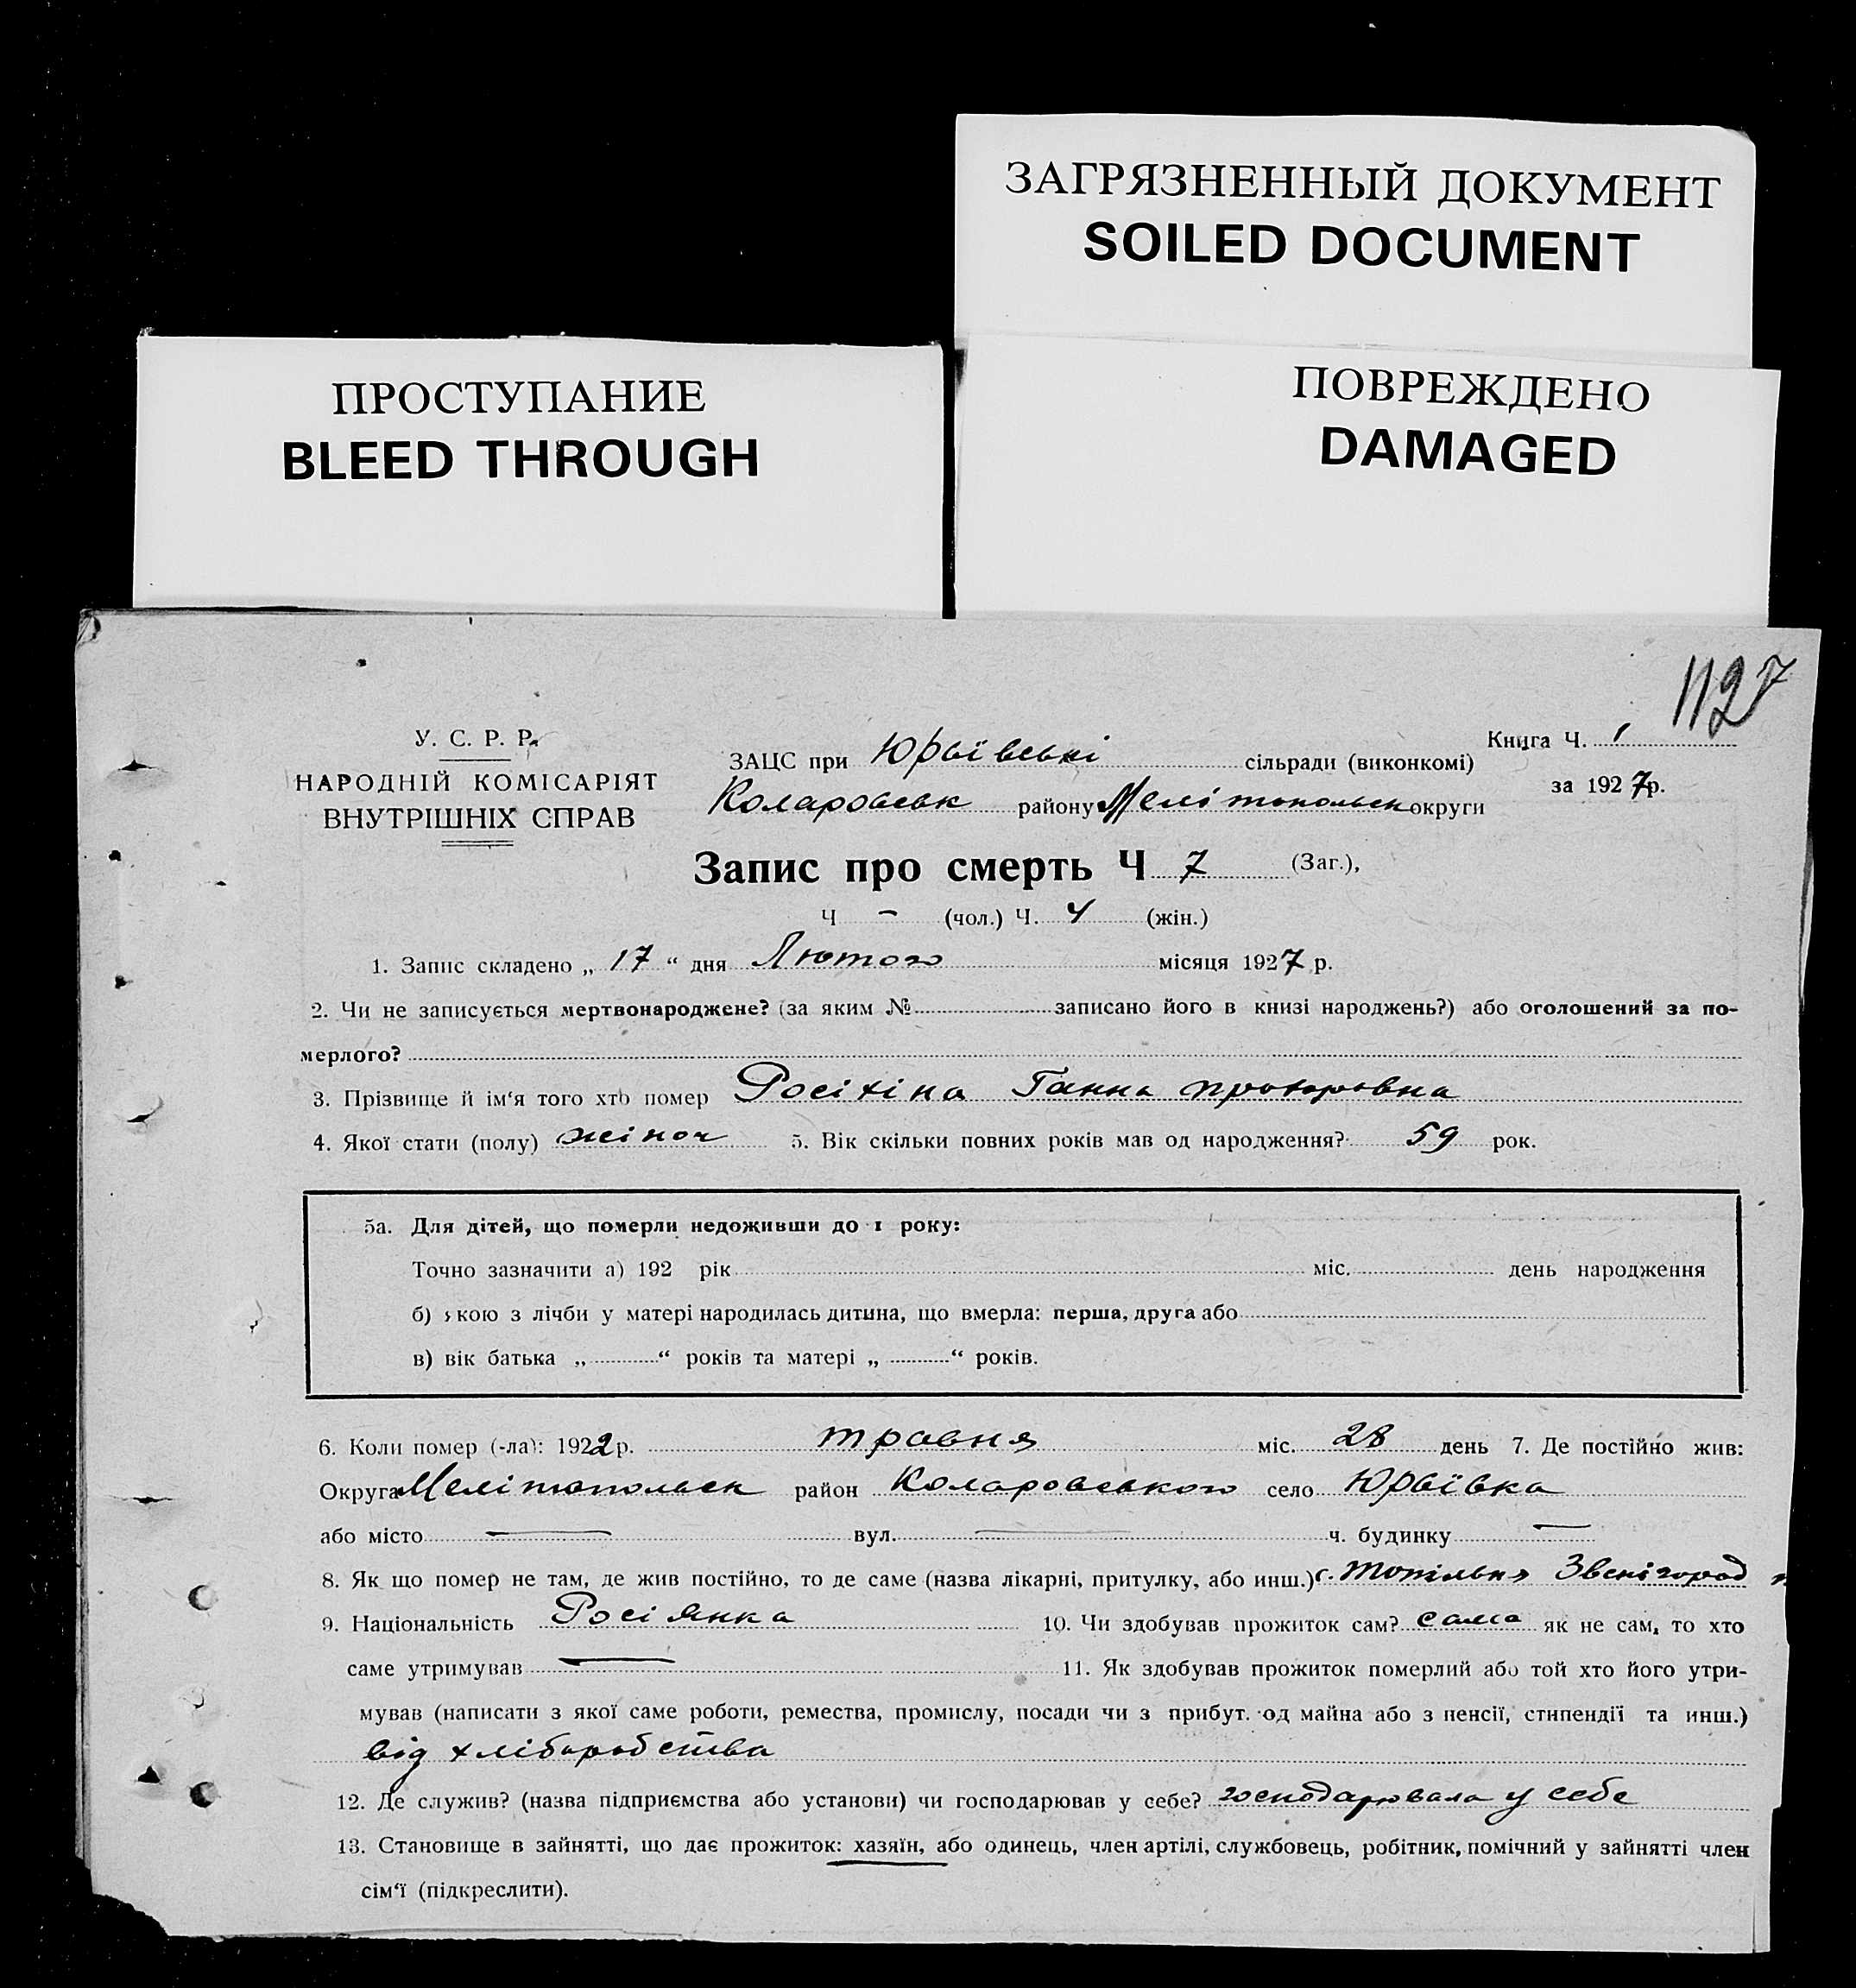 ЗАГРЯЗНЕННЫЙ ДОКУМЕНТ
SOILED DOCUMENT
ПРОСТУПАНИЕ
BLEED THROUGH
ПОВРЕЖДЕНО
DAMAGED
1127
У. С. Р. Р.
НАРОДНІЙ КОМІСАРІЯТ
ВНУТРІШНІХ СПРАВ
Книга Ч. 1
за 1927р.
ЗАЦС при Юрьївські сільради (виконкомі)
Коларовськ району Мелітопольськ округи
Запис про смерть Ч 7 (Заг.),
Ч — (чол.) Ч. 4 (жін.)
1. Запис складено „ 17 “ дня Лютого місяця 1927 р.
2. Чи не записується мертвонароджене? (за яким № записано його в книзі народжень?) або оголошений за по-
мерлого?
3. Прізвище й ім‘я того хто помер Росіхіна Ганна
4. Якої стати (полу) жіноч 5. Вік скільки повних років мав од народження? 59 рок.
5а. Для дітей, що померли недоживши до 1 року:
Точно зазначити а) 192 рік міс. день народження
б) якою з лічби у матері народилась дитина, що вмерла: перша, друга або
в) вік батька „ “ років та матері „ “ років.
6. Коли помер (-ла): 1922 р. травня міс. 28 день 7. Де постійно жив:
Округа Мелітопольськ район Коларовського село Юрьївка
або місто — вул. — ч. будинку —
8. Як що помер не там, де жив постійно, то де саме (назва лікарні, притулку, або инш.) с. Топільня Звенігород
9. Національність Росіянка 10. Чи здобував прожиток сам? сама як не сам, то хто
саме утримував — 11. Як здобував прожиток померлий або той хто його утри-
мував (написати з якої саме роботи, ремества, промислу, посади чи з прибут. од майна або з пенсії, стипендії та инш.)
від хліборобства
12. Де служив? (назва підприємства або установи) чи господарював у себе? господарювала у себе
13. Становище в зайнятті, що дає прожиток: хазяїн, або одинець, член артілі, службовець, робітник, помічний у зайнятті член
сім‘ї (підкреслити).